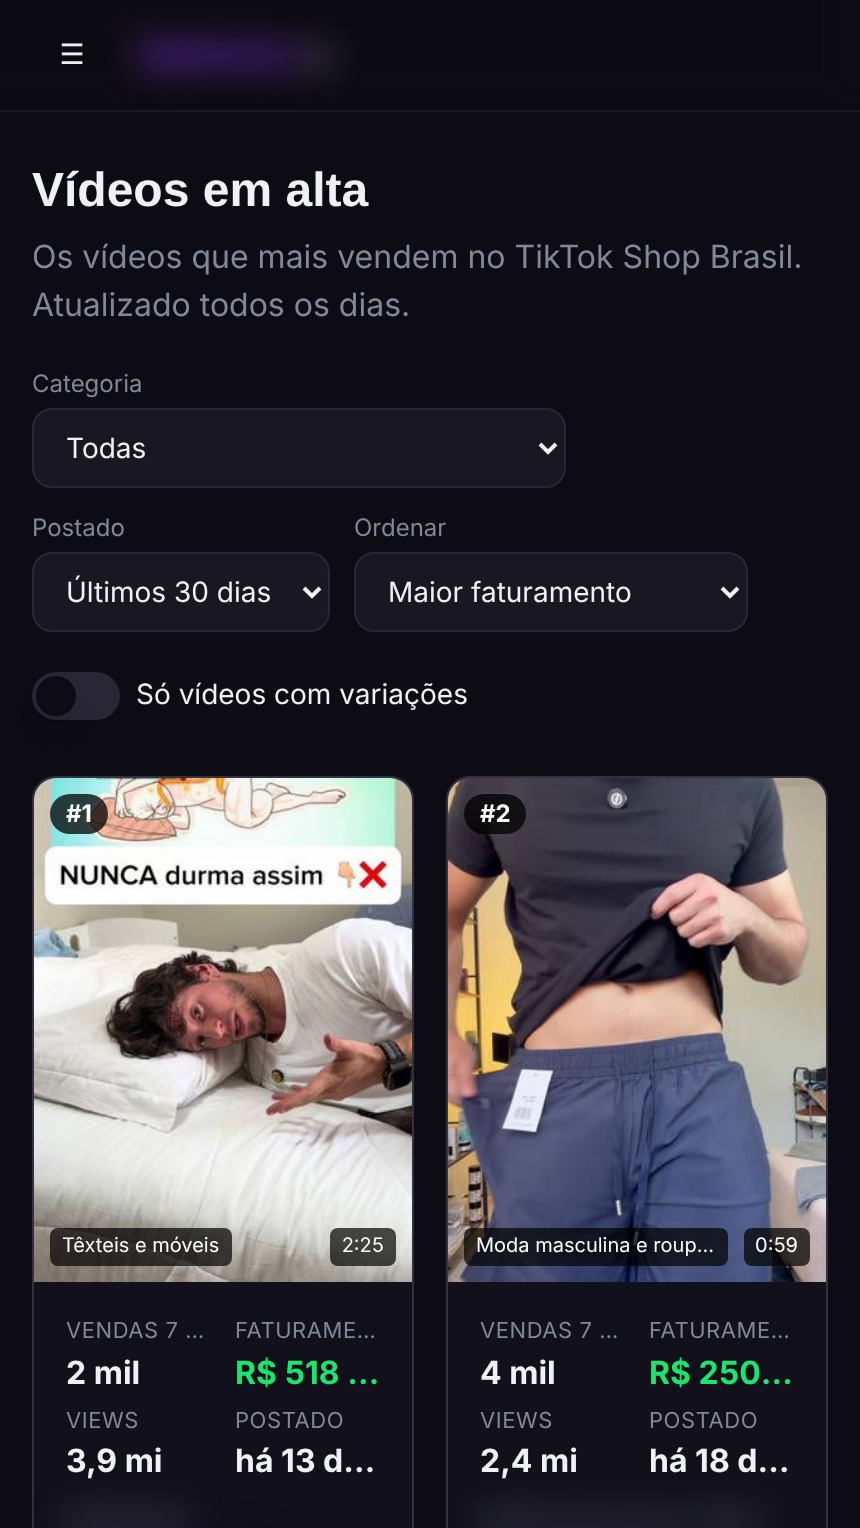 ☰
Vídeos em alta
Os vídeos que mais vendem no TikTok Shop Brasil.
Atualizado todos os dias.
Categoria
Todas
Postado
Ordenar
Últimos 30 dias
Maior faturamento
Só vídeos com variações
#1
NUNCA durma assim 👇🏼❌
Têxteis e móveis
2:25
VENDAS 7 ...
FATURAME...
2 mil
R$ 518 ...
VIEWS
POSTADO
3,9 mi
há 13 d...
#2
Moda masculina e roup...
0:59
VENDAS 7 ...
FATURAME...
4 mil
R$ 250...
VIEWS
POSTADO
2,4 mi
há 18 d...